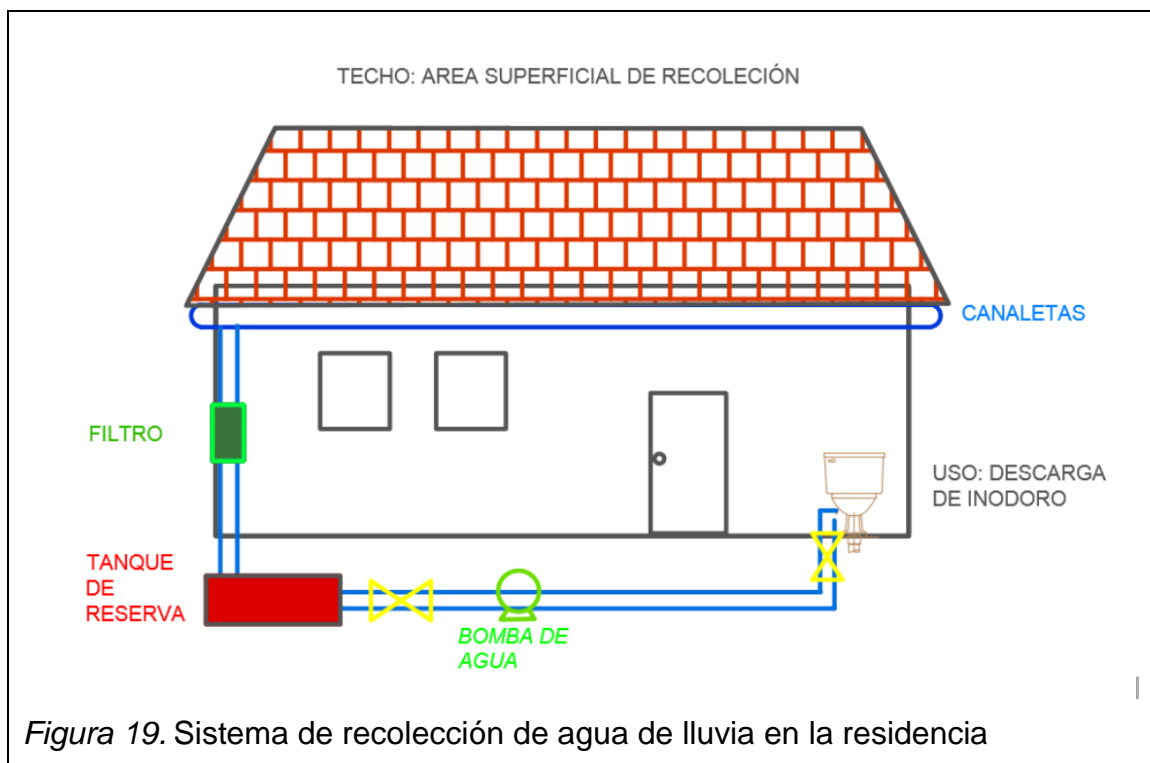 TECHO: AREA SUPERFICIAL DE RECOLECIÓN
CANALETAS
FILTRO
USO: DESCARGA
DE INODORO
TANQUE
DE
RESERVA
BOMBA DE
AGUA
Figura 19. Sistema de recolección de agua de lluvia en la residencia